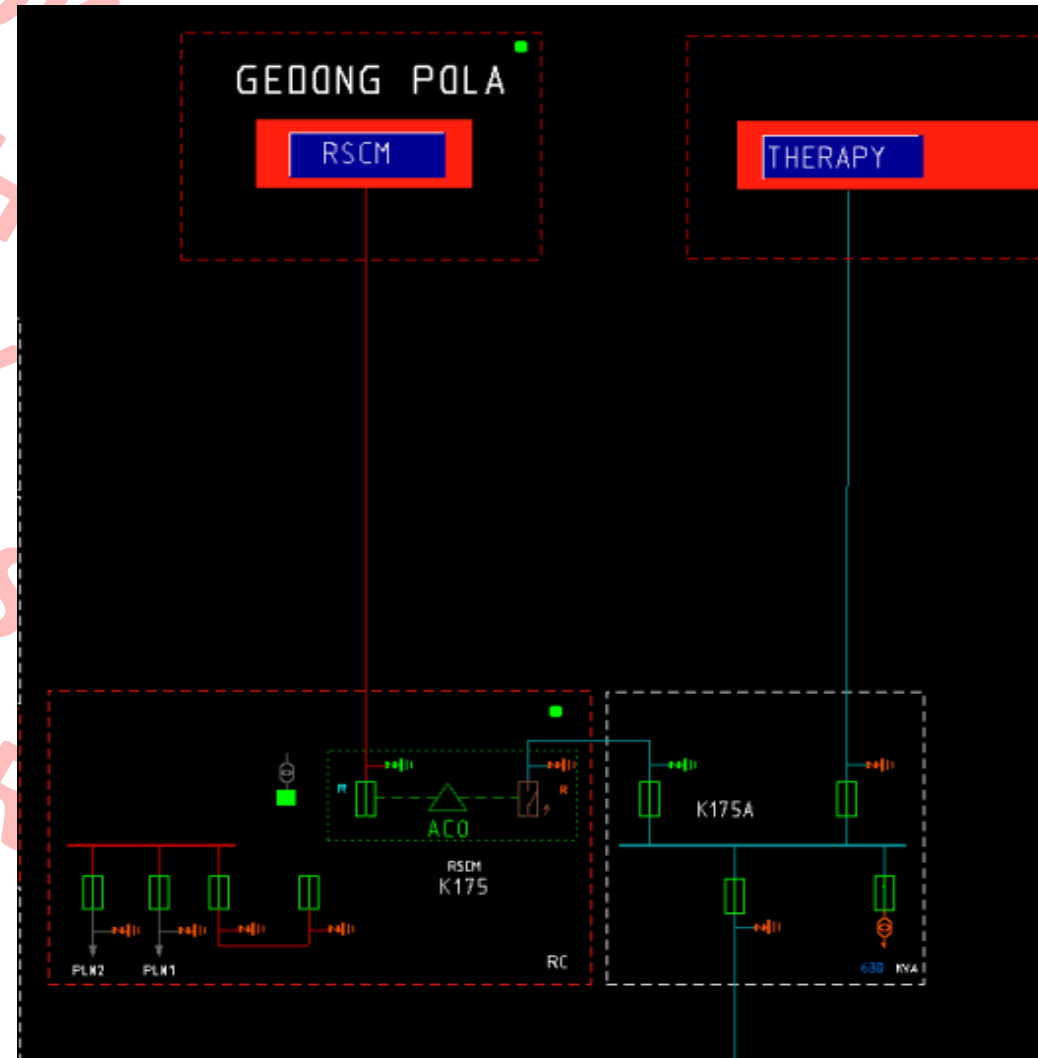 GEDONG POLA
RSCM
THERAPY
M
R
ACO
K175A
RSCM
K175
PLN2
PLN1
RC
630 KVA